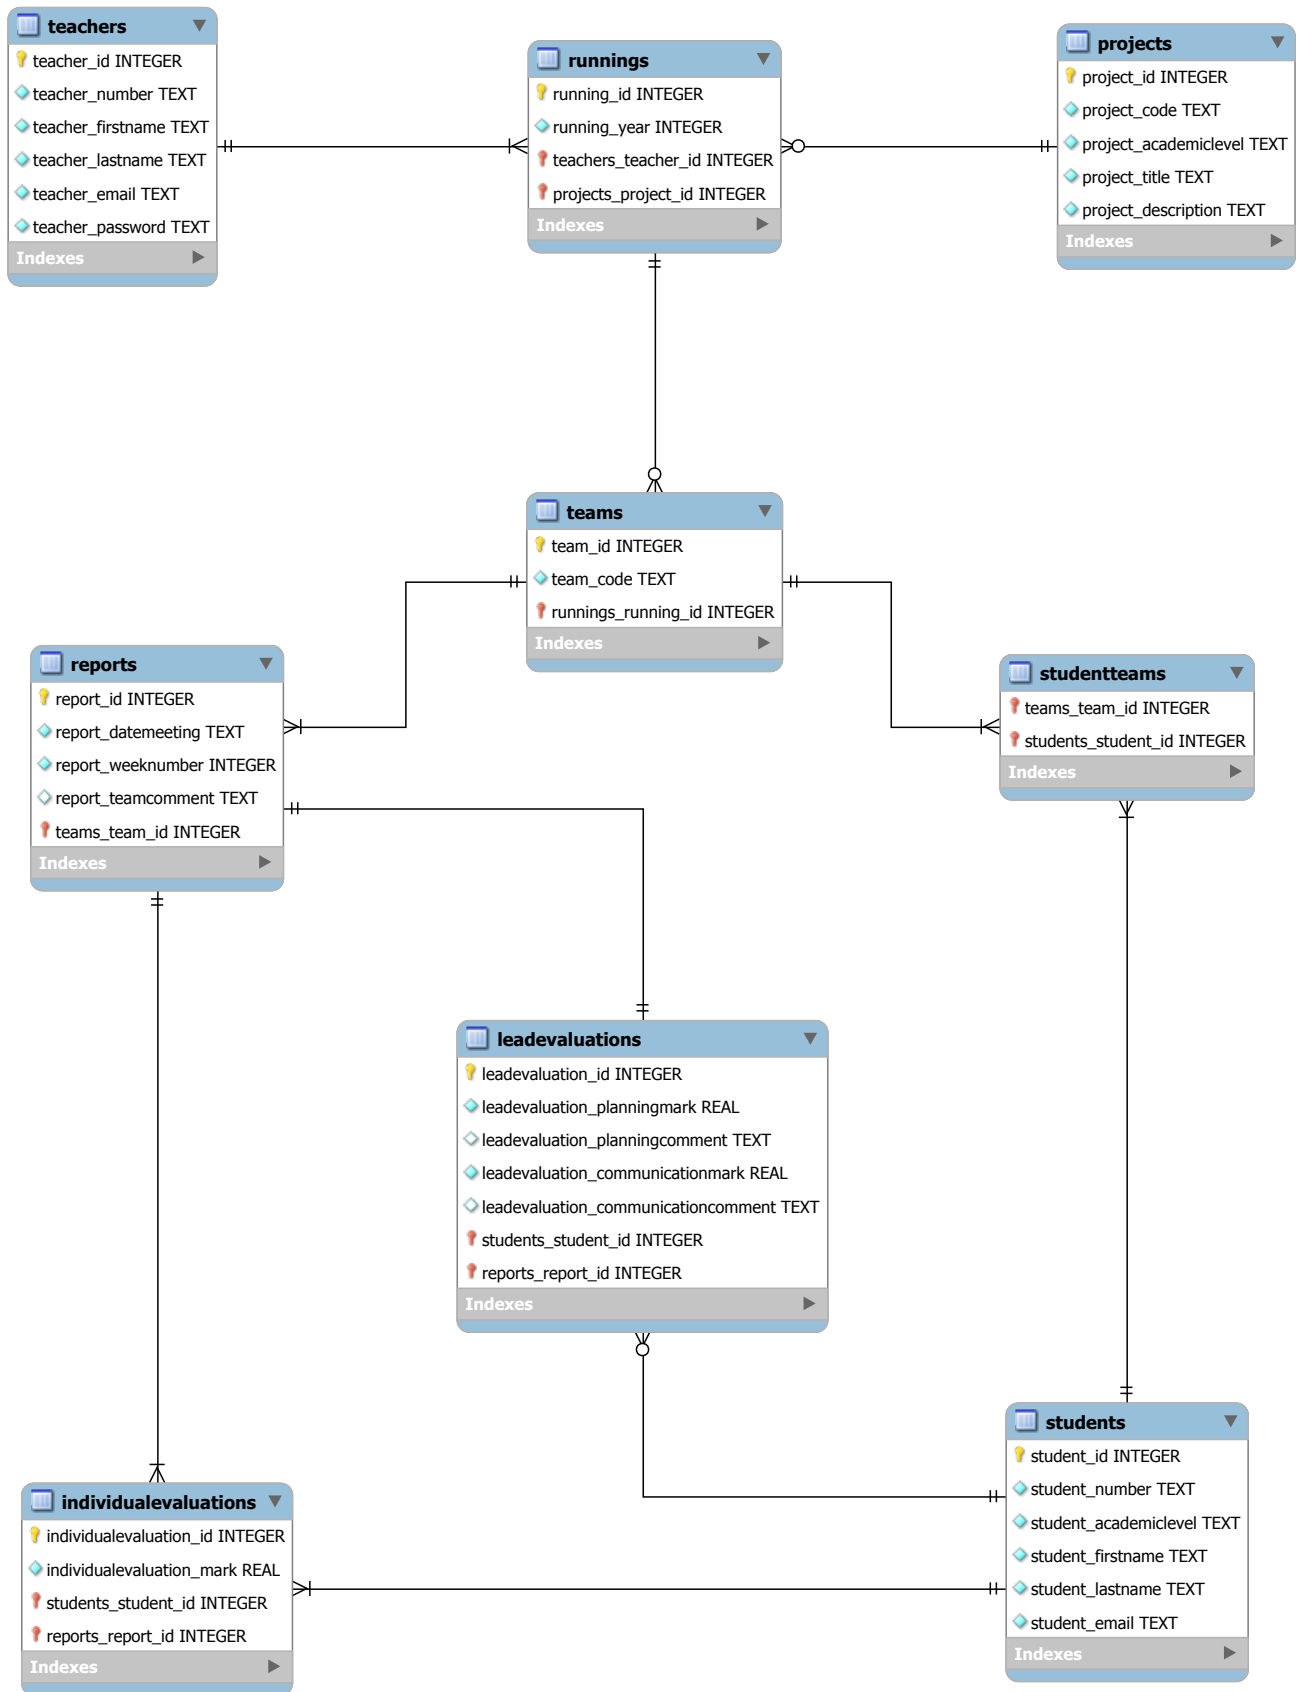 teachers
teacher_id INTEGER
teacher_number TEXT
teacher_firstname TEXT
teacher_lastname TEXT
teacher_email TEXT
teacher_password TEXT
Indexes
runnings
running_id INTEGER
running_year INTEGER
teachers_teacher_id INTEGER
projects_project_id INTEGER
Indexes
projects
project_id INTEGER
project_code TEXT
project_academiclevel TEXT
project_title TEXT
project_description TEXT
Indexes
teams
team_id INTEGER
team_code TEXT
runnings_running_id INTEGER
Indexes
reports
report_id INTEGER
report_datemeeting TEXT
report_weeknumber INTEGER
report_teamcomment TEXT
teams_team_id INTEGER
Indexes
studentteams
teams_team_id INTEGER
students_student_id INTEGER
Indexes
leadevaluations
leadevaluation_id INTEGER
leadevaluation_planningmark REAL
leadevaluation_planningcomment TEXT
leadevaluation_communicationmark REAL
leadevaluation_communicationcomment TEXT
students_student_id INTEGER
reports_report_id INTEGER
Indexes
individualevaluations
individualevaluation_id INTEGER
individualevaluation_mark REAL
students_student_id INTEGER
reports_report_id INTEGER
Indexes
students
student_id INTEGER
student_number TEXT
student_academiclevel TEXT
student_firstname TEXT
student_lastname TEXT
student_email TEXT
Indexes